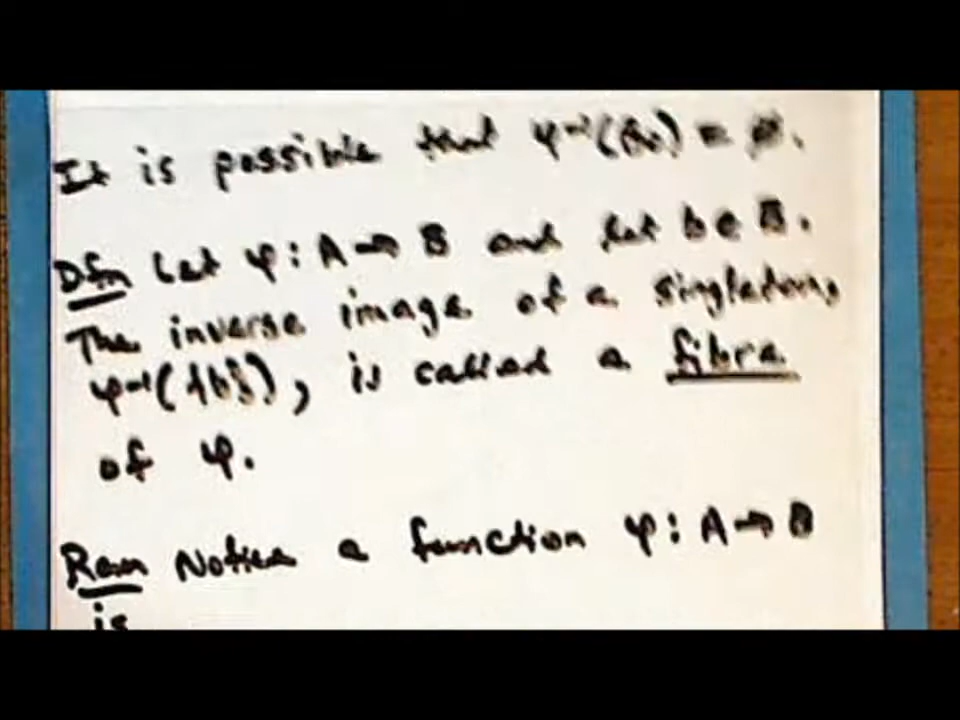 It is possible that φ⁻¹(B₀) = ∅.
Dfn Let φ: A → B and let b ∈ B.
The inverse image of a singleton,
φ⁻¹({b}), is called a fibre
of φ.
Rem Notice a function φ: A → B
is